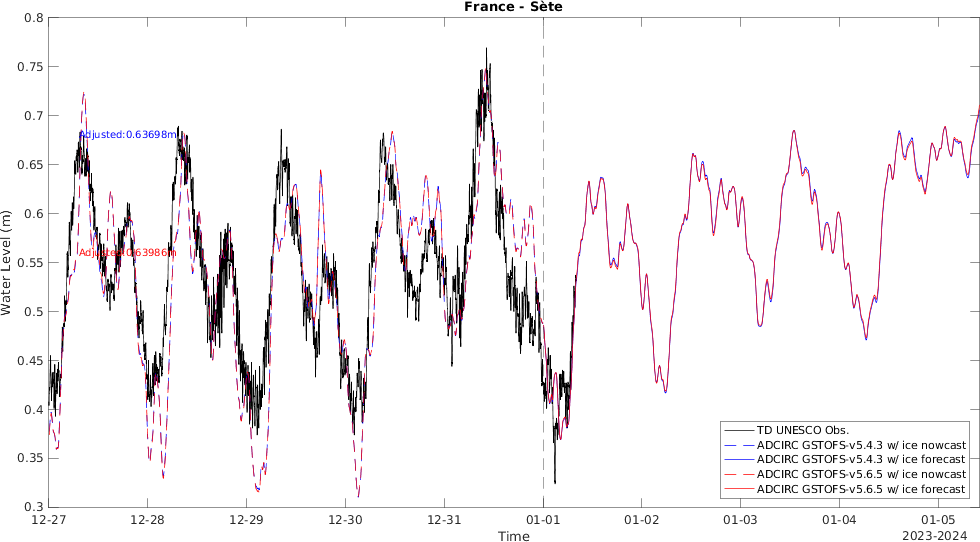 France - Sète
0.8
0.75
0.7
0.65
0.6
0.55
0.5
0.45
0.4
0.35
0.3
Water Level (m)
Adjusted:0.63698m
Adjusted:0.63986m
TD UNESCO Obs.
ADCIRC GSTOFS-v5.4.3 w/ ice nowcast
ADCIRC GSTOFS-v5.4.3 w/ ice forecast
ADCIRC GSTOFS-v5.6.5 w/ ice nowcast
ADCIRC GSTOFS-v5.6.5 w/ ice forecast
12-27 12-28 12-29 12-30 12-31 01-01 01-02 01-03 01-04 01-05
Time
2023-2024